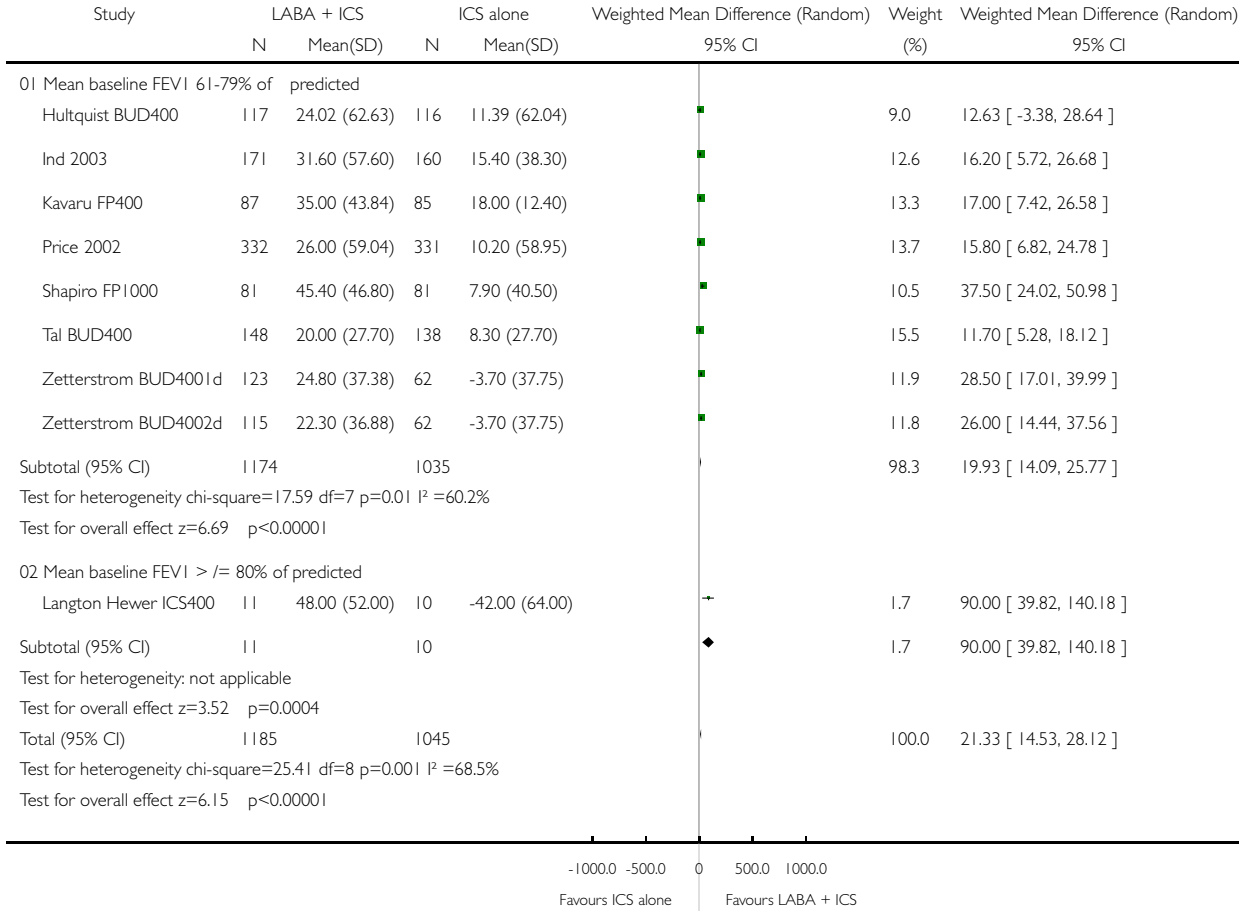 Study LABA + ICS ICS alone Weighted Mean Difference (Random) Weight Weighted Mean Difference (Random)
N Mean(SD) N Mean(SD) 95% CI (%) 95% CI
01 Mean baseline FEV1 61-79% of predicted
Hultquist BUD400 117 24.02 (62.63) 116 11.39 (62.04) 9.0 12.63 [ -3.38, 28.64 ]
Ind 2003 171 31.60 (57.60) 160 15.40 (38.30) 12.6 16.20 [ 5.72, 26.68 ]
Kavaru FP400 87 35.00 (43.84) 85 18.00 (12.40) 13.3 17.00 [ 7.42, 26.58 ]
Price 2002 332 26.00 (59.04) 331 10.20 (58.95) 13.7 15.80 [ 6.82, 24.78 ]
Shapiro FP1000 81 45.40 (46.80) 81 7.90 (40.50) 10.5 37.50 [ 24.02, 50.98 ]
Tal BUD400 148 20.00 (27.70) 138 8.30 (27.70) 15.5 11.70 [ 5.28, 18.12 ]
Zetterstrom BUD4001d 123 24.80 (37.38) 62 -3.70 (37.75) 11.9 28.50 [ 17.01, 39.99 ]
Zetterstrom BUD4002d 115 22.30 (36.88) 62 -3.70 (37.75) 11.8 26.00 [ 14.44, 37.56 ]
Subtotal (95% CI) 1174 1035 98.3 19.93 [ 14.09, 25.77 ]
Test for heterogeneity chi-square=17.59 df=7 p=0.01 I² =60.2%
Test for overall effect z=6.69 p<0.00001
02 Mean baseline FEV1 > /= 80% of predicted
Langton Hewer ICS400 11 48.00 (52.00) 10 -42.00 (64.00) 1.7 90.00 [ 39.82, 140.18 ]
Subtotal (95% CI) 11 10 1.7 90.00 [ 39.82, 140.18 ]
Test for heterogeneity: not applicable
Test for overall effect z=3.52 p=0.0004
Total (95% CI) 1185 1045 100.0 21.33 [ 14.53, 28.12 ]
Test for heterogeneity chi-square=25.41 df=8 p=0.001 I² =68.5%
Test for overall effect z=6.15 p<0.00001
-1000.0 -500.0 0 500.0 1000.0
Favours ICS alone Favours LABA + ICS